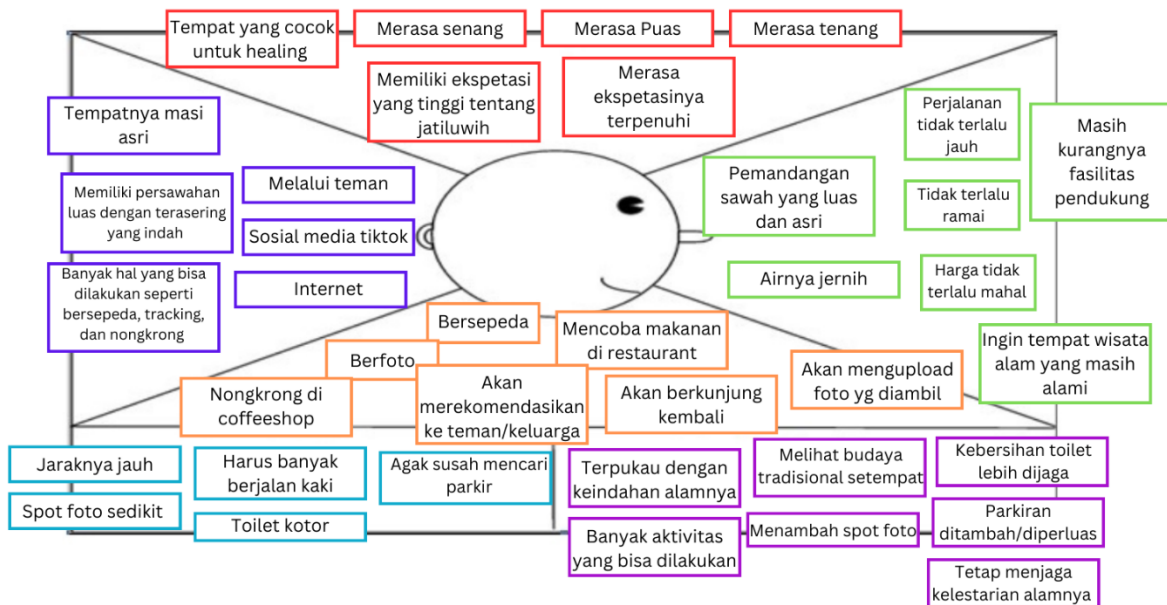 Tempat yang cocok
untuk healing
Merasa senang
Merasa Puas
Merasa tenang
Memiliki ekspetasi
yang tinggi tentang
jatiluwih
Merasa
ekspetasinya
terpenuhi
Tempatnya masi
asri
Memiliki persawahan
luas dengan terasering
yang indah
Banyak hal yang bisa
dilakukan seperti
bersepeda, tracking,
dan nongkrong
Melalui teman
Sosial media tiktok
Internet
Pemandangan
sawah yang luas
dan asri
Airnya jernih
Perjalanan
tidak terlalu
jauh
Tidak terlalu
ramai
Harga tidak
terlalu mahal
Masih
kurangnya
fasilitas
pendukung
Ingin tempat wisata
alam yang masih
alami
Bersepeda
Berfoto
Nongkrong di
coffeeshop
Mencoba makanan
di restaurant
Akan
merekomendasikan
ke teman/keluarga
Akan berkunjung
kembali
Akan mengupload
foto yg diambil
Jaraknya jauh
Spot foto sedikit
Harus banyak
berjalan kaki
Toilet kotor
Agak susah mencari
parkir
Terpukau dengan
keindahan alamnya
Banyak aktivitas
yang bisa dilakukan
Melihat budaya
tradisional setempat
Menambah spot foto
Kebersihan toilet
lebih dijaga
Parkiran
ditambah/diperluas
Tetap menjaga
kelestarian alamnya